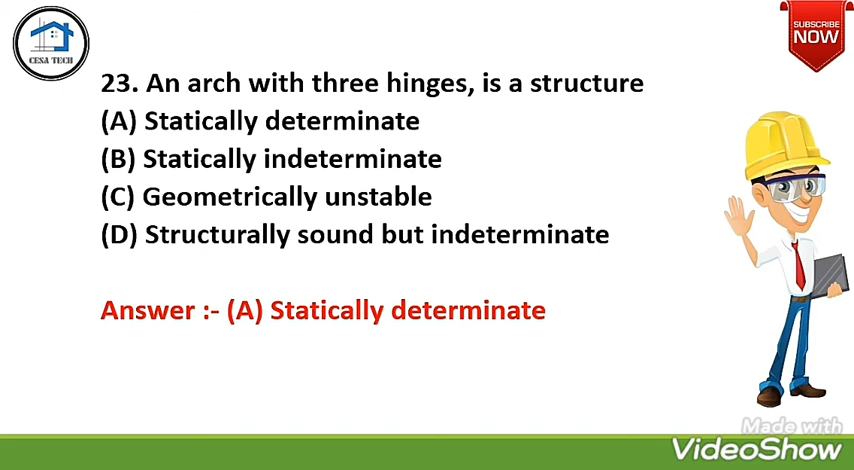 CESA TECH
SUBSCRIBE
NOW
23. An arch with three hinges, is a structure
(A) Statically determinate
(B) Statically indeterminate
(C) Geometrically unstable
(D) Structurally sound but indeterminate
Answer :- (A) Statically determinate
Made with
VideoShow